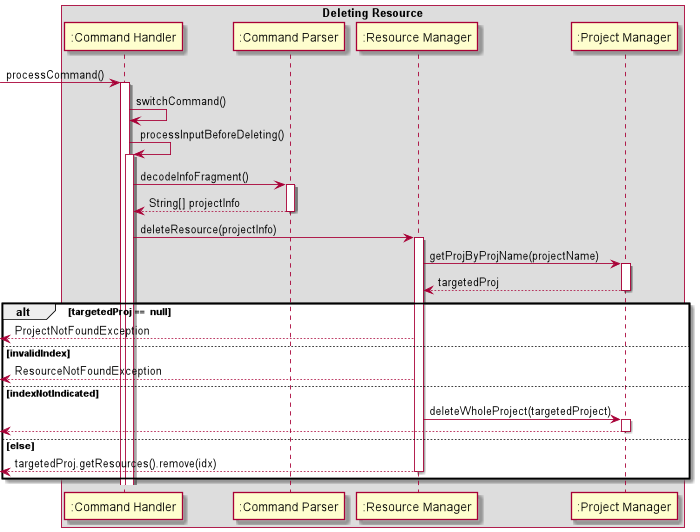 Deleting Resource
:Command Handler
:Command Parser
:Resource Manager
:Project Manager
processCommand()
switchCommand()
processInputBeforeDeleting()
decodeInfoFragment()
String[] projectInfo
deleteResource(projectInfo)
getProjByProjName(projectName)
targetedProj
alt
[targetedProj == null]
ProjectNotFoundException
[invalidIndex]
ResourceNotFoundException
[indexNotIndicated]
deleteWholeProject(targetedProject)
[else]
targetedProj.getResources().remove(idx)
:Command Handler
:Command Parser
:Resource Manager
:Project Manager